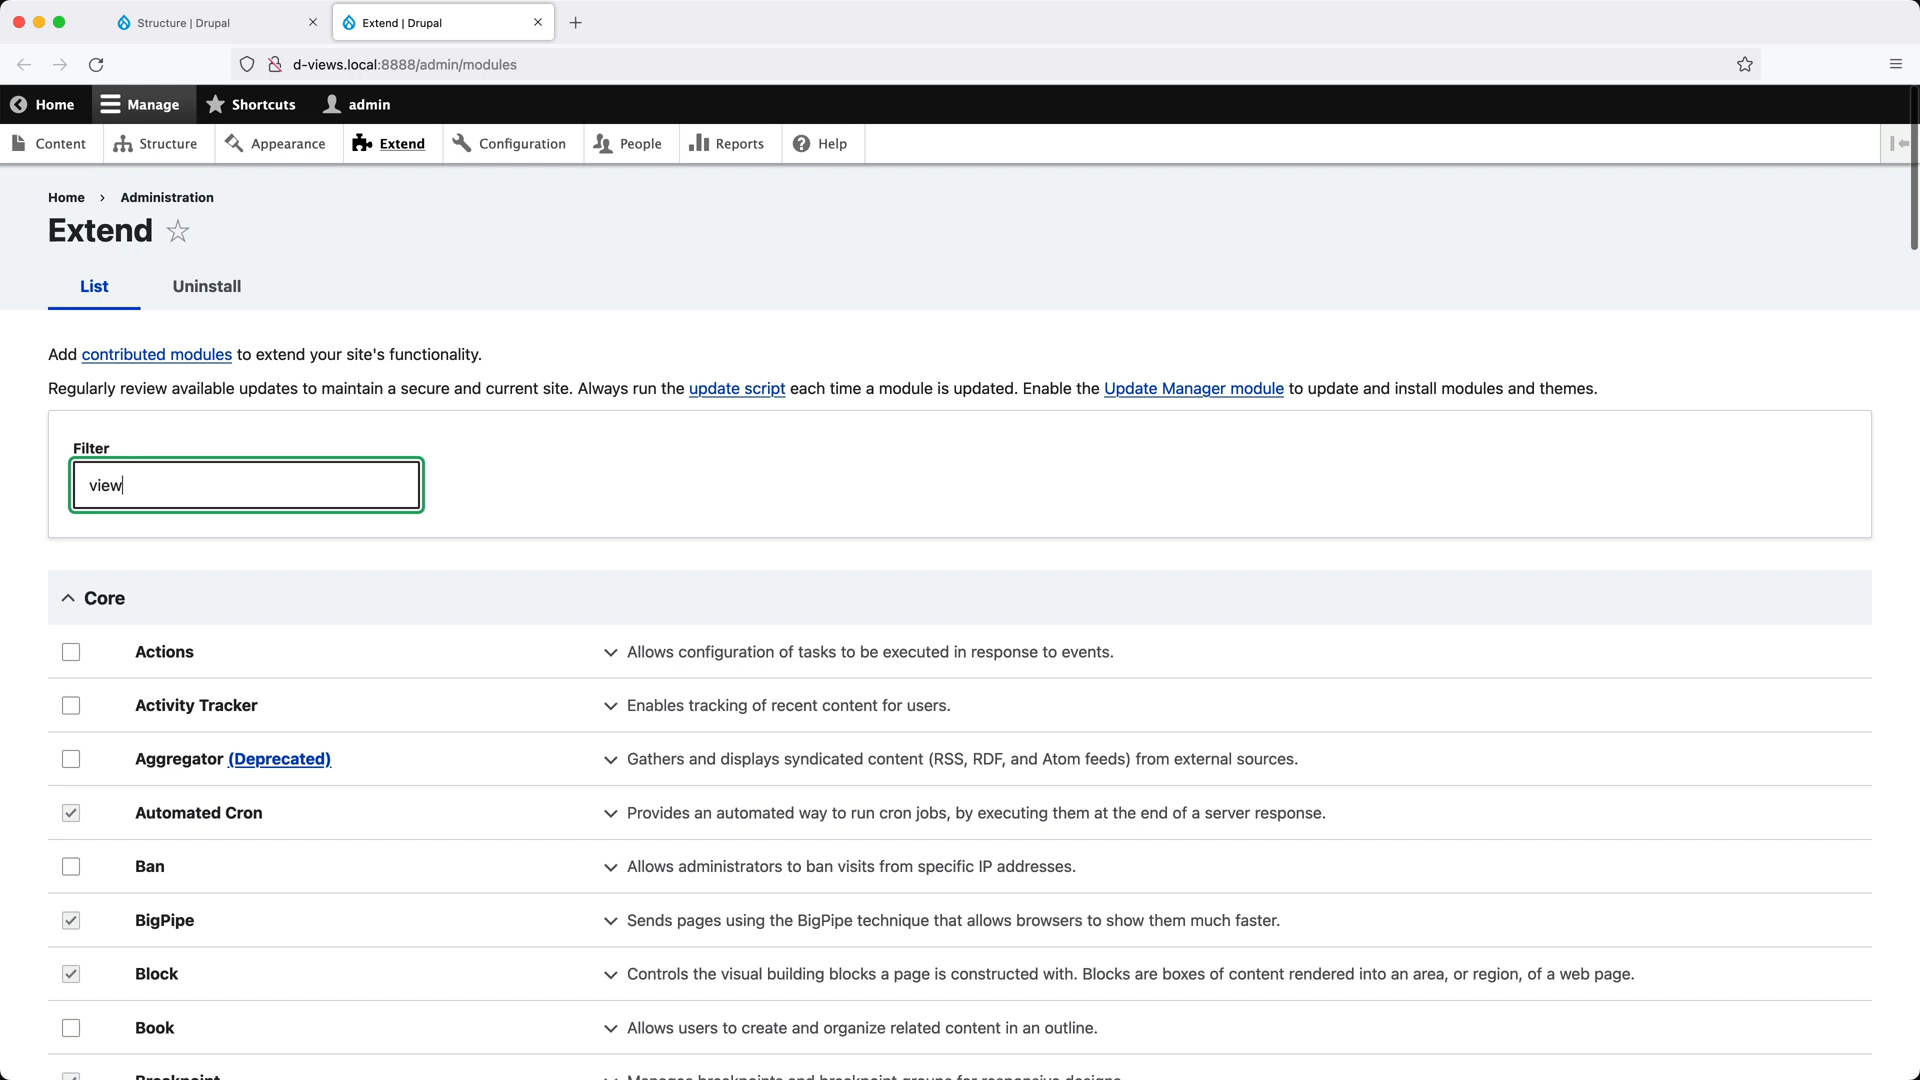 Structure | Drupal
Extend | Drupal
d-views.local:8888/admin/modules
Home Manage Shortcuts admin
Content Structure Appearance Extend Configuration People Reports Help
Home › Administration
Extend
List Uninstall
Add contributed modules to extend your site's functionality.
Regularly review available updates to maintain a secure and current site. Always run the update script each time a module is updated. Enable the Update Manager module to update and install modules and themes.
Filter
view
Core
Actions Allows configuration of tasks to be executed in response to events.
Activity Tracker Enables tracking of recent content for users.
Aggregator (Deprecated) Gathers and displays syndicated content (RSS, RDF, and Atom feeds) from external sources.
Automated Cron Provides an automated way to run cron jobs, by executing them at the end of a server response.
Ban Allows administrators to ban visits from specific IP addresses.
BigPipe Sends pages using the BigPipe technique that allows browsers to show them much faster.
Block Controls the visual building blocks a page is constructed with. Blocks are boxes of content rendered into an area, or region, of a web page.
Book Allows users to create and organize related content in an outline.
Breakpoint Manages breakpoints and breakpoint groups for responsive designs.